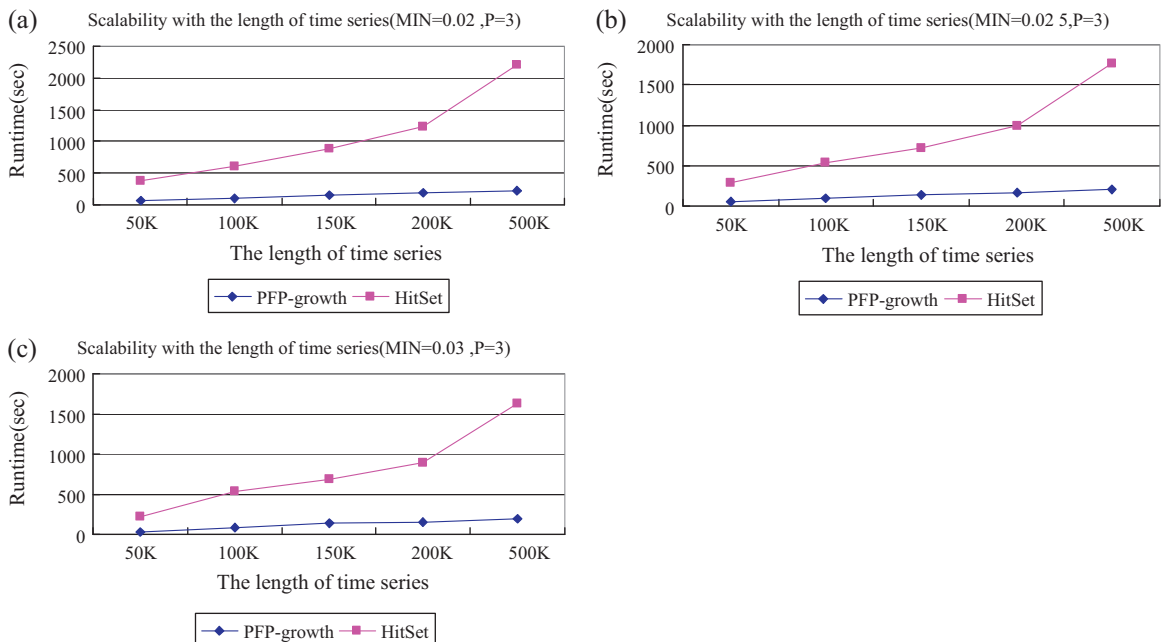 (a)
Scalability with the length of time series(MIN=0.02 ,P=3)
2500
2000
1500
1000
500
0
Runtime(sec)
50K 100K 150K 200K 500K
The length of time series
PFP-growth HitSet
(b)
Scalability with the length of time series(MIN=0.02 5,P=3)
2000
1500
1000
500
0
Runtime(sec)
50K 100K 150K 200K 500K
The length of time series
PFP-growth HitSet
(c)
Scalability with the length of time series(MIN=0.03 ,P=3)
2000
1500
1000
500
0
Runtime(sec)
50K 100K 150K 200K 500K
The length of time series
PFP-growth HitSet